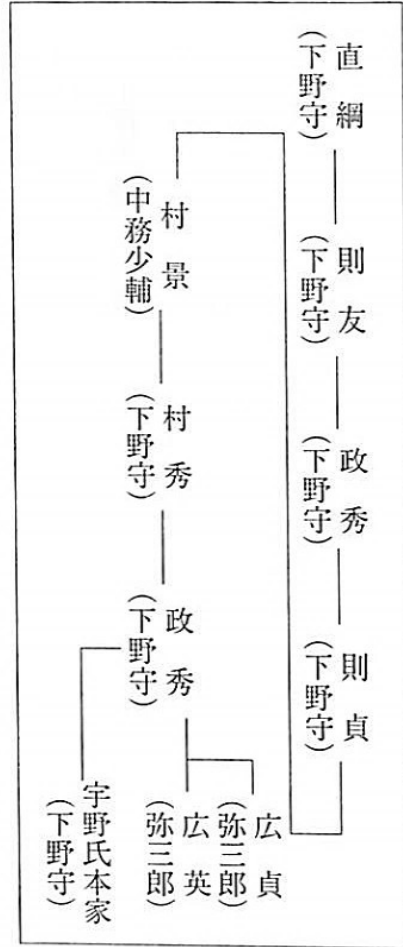 直綱
(下野守)
則友
(下野守)
政秀
(下野守)
則貞
(下野守)
村景
(中務少輔)
村秀
(下野守)
政秀
(下野守)
広貞
(弥三郎)
広英
(弥三郎)
宇野氏本家
(下野守)